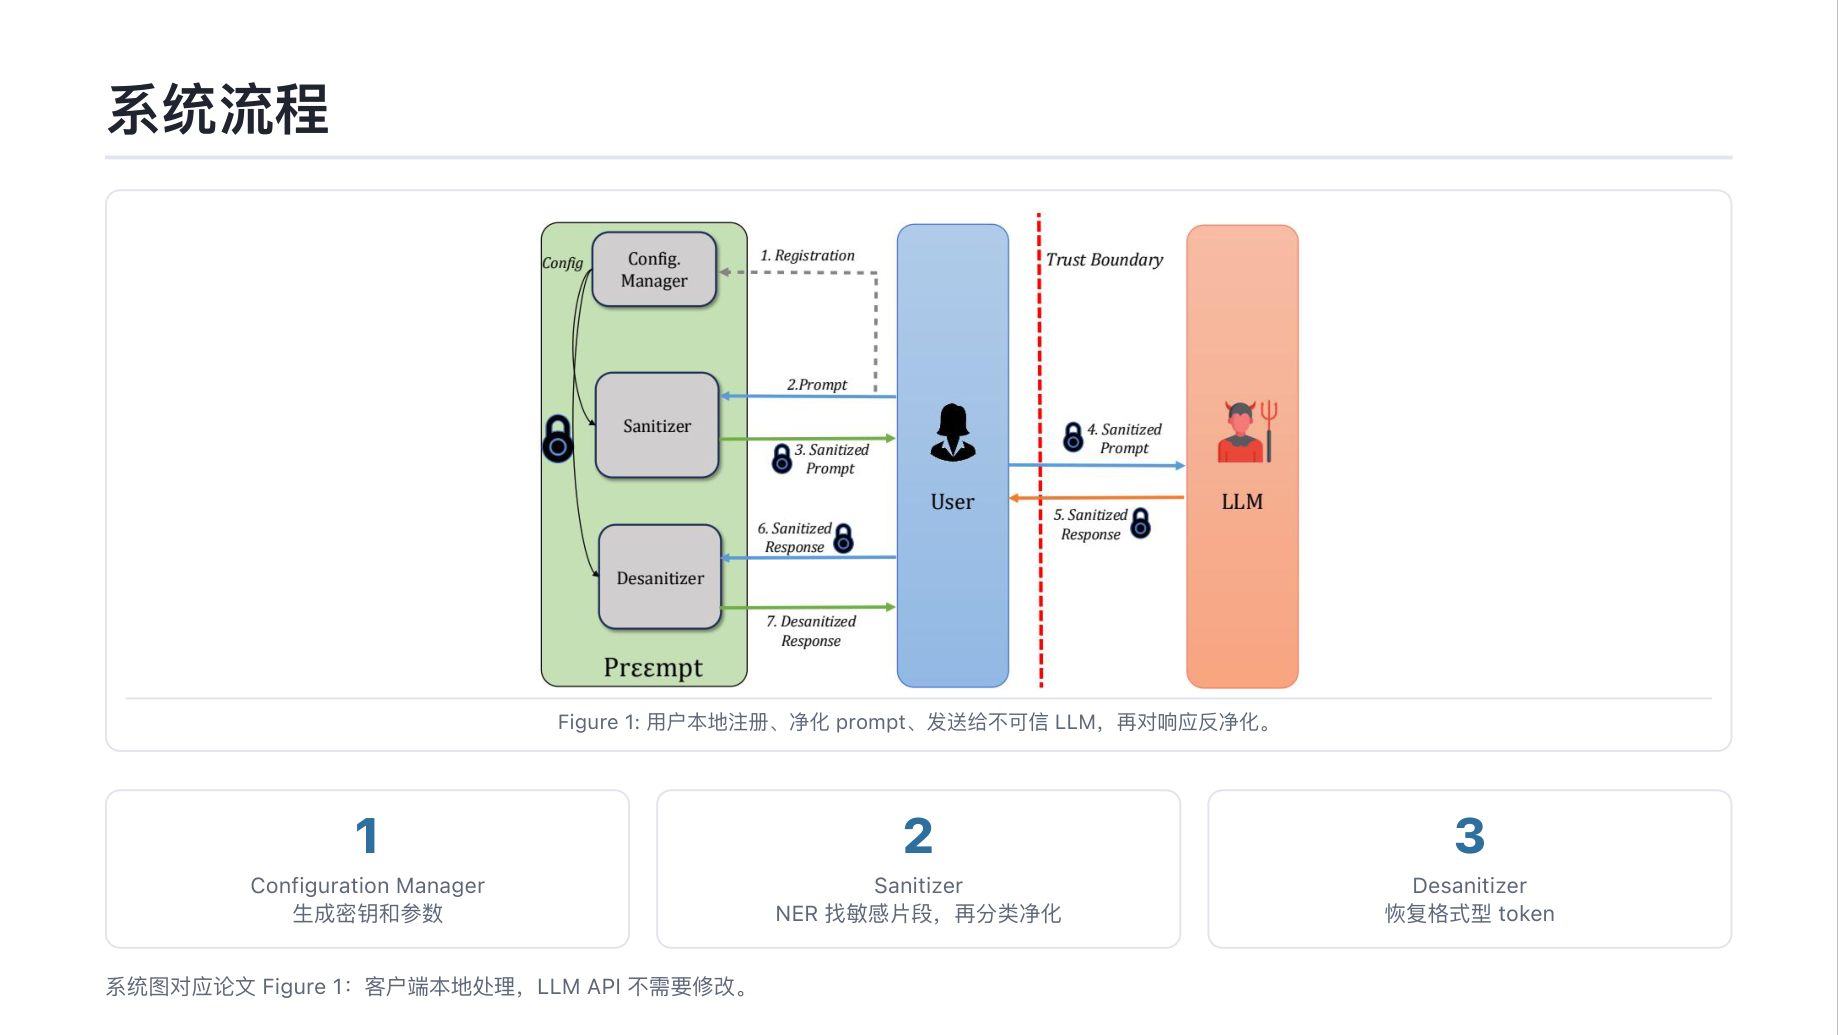 系统流程
Config
Config.
Manager
1. Registration
Trust Boundary
2.Prompt
Sanitizer
3. Sanitized
Prompt
4. Sanitized
Prompt
User
LLM
5. Sanitized
Response
6. Sanitized
Response
Desanitizer
7. Desanitized
Response
Prεεmpt
Figure 1: 用户本地注册、净化 prompt、发送给不可信 LLM，再对响应反净化。
1
Configuration Manager
生成密钥和参数
2
Sanitizer
NER 找敏感片段，再分类净化
3
Desanitizer
恢复格式型 token
系统图对应论文 Figure 1：客户端本地处理，LLM API 不需要修改。